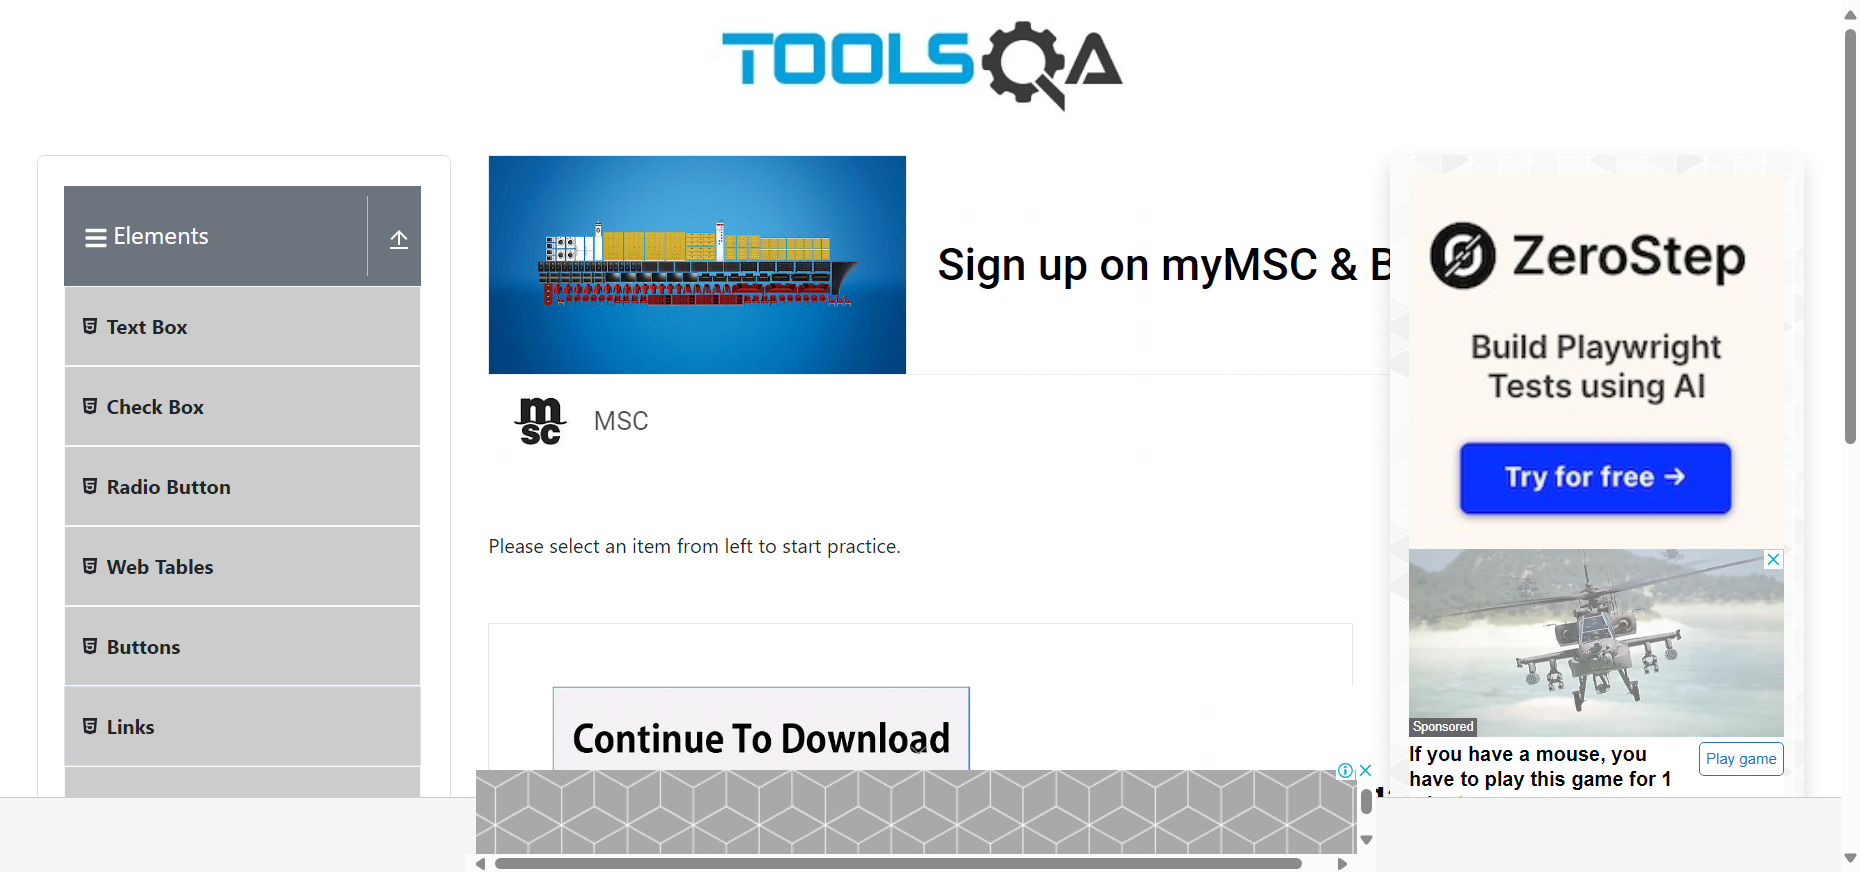 TOOLSQA
Elements
Text Box
Check Box
Radio Button
Web Tables
Buttons
Links
Sign up on myMSC & B
msc
MSC
Please select an item from left to start practice.
Continue To Download
ZeroStep
Build Playwright
Tests using AI
Try for free →
Sponsored
If you have a mouse, you
have to play this game for 1
Play game